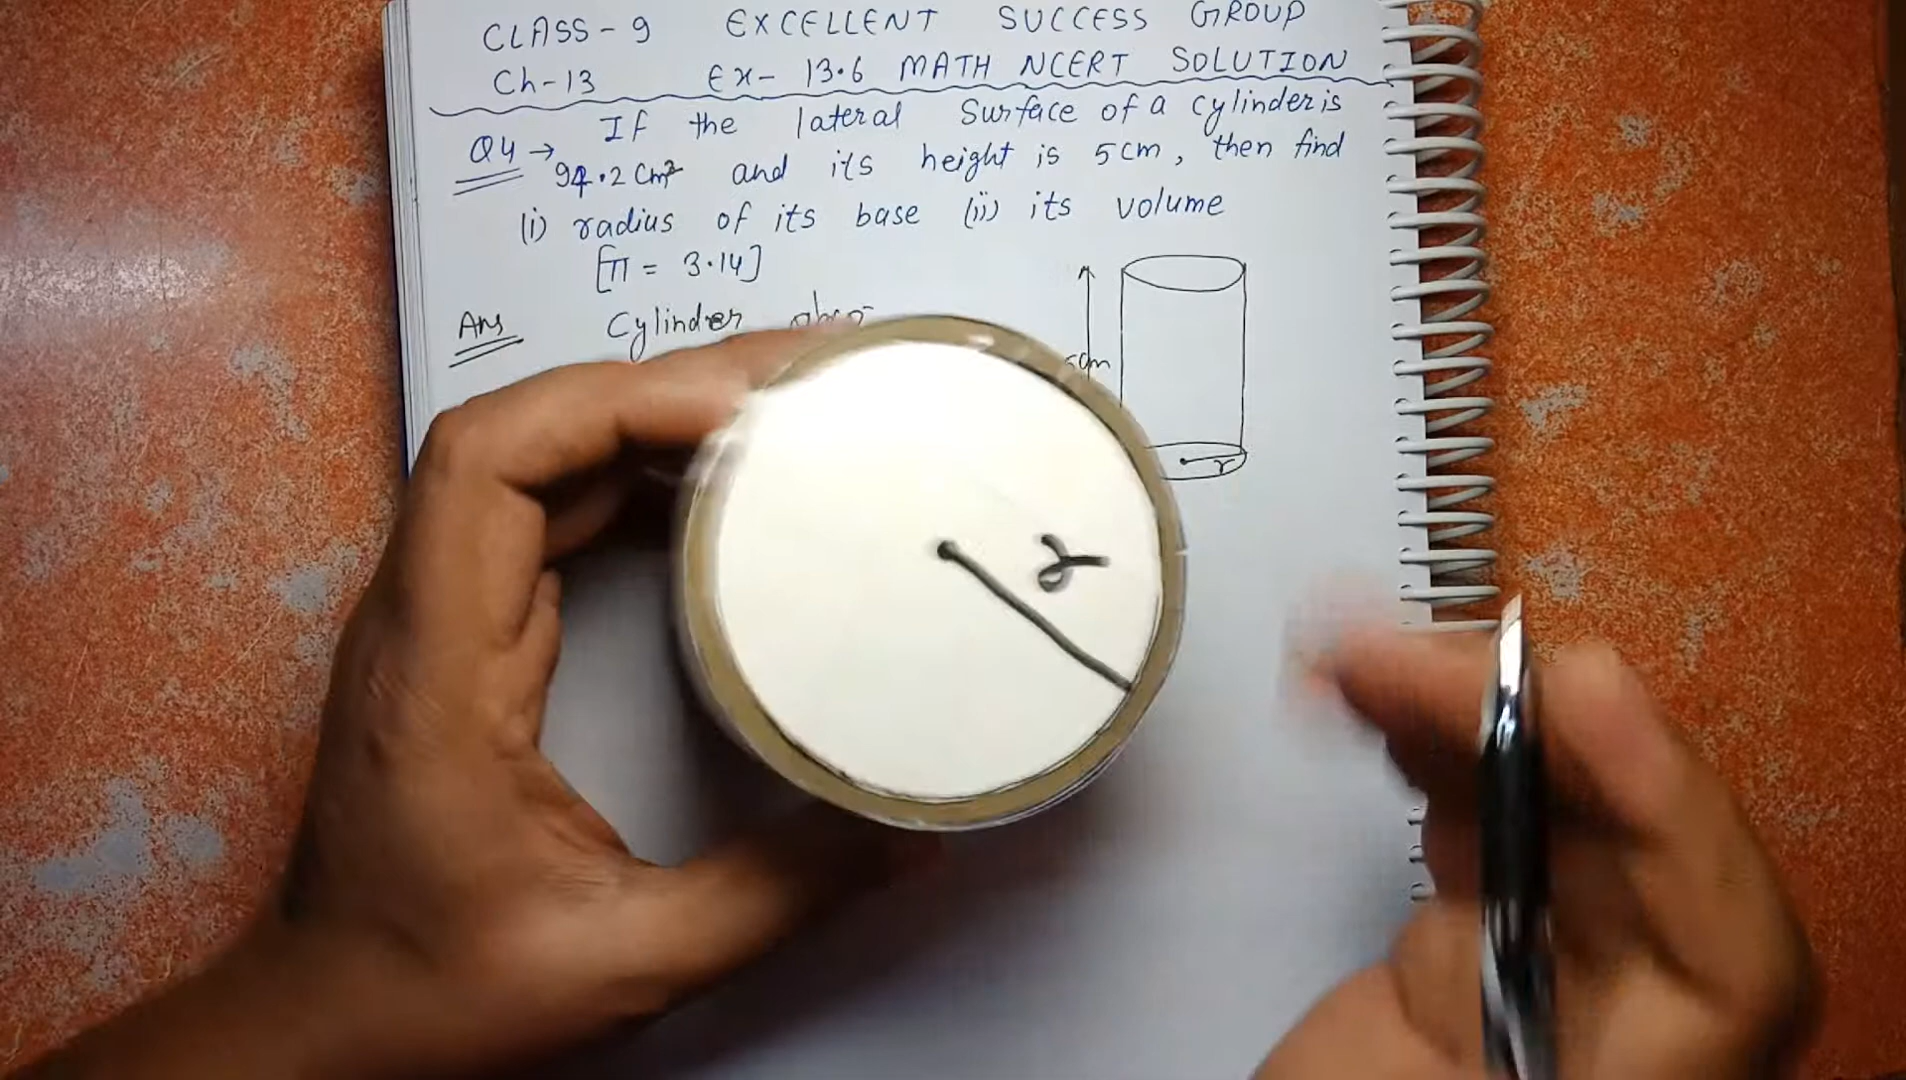 CLASS-9 EXCELLENT SUCCESS GROUP
Ch-13 Ex- 13.6 MATH NCERT SOLUTION
Q4→ If the lateral Surface of a cylinder is
94.2 cm² and its height is 5cm, then find
(i) radius of its base (ii) its volume
[π = 3.14]
Ans Cylinder
cm
r
r